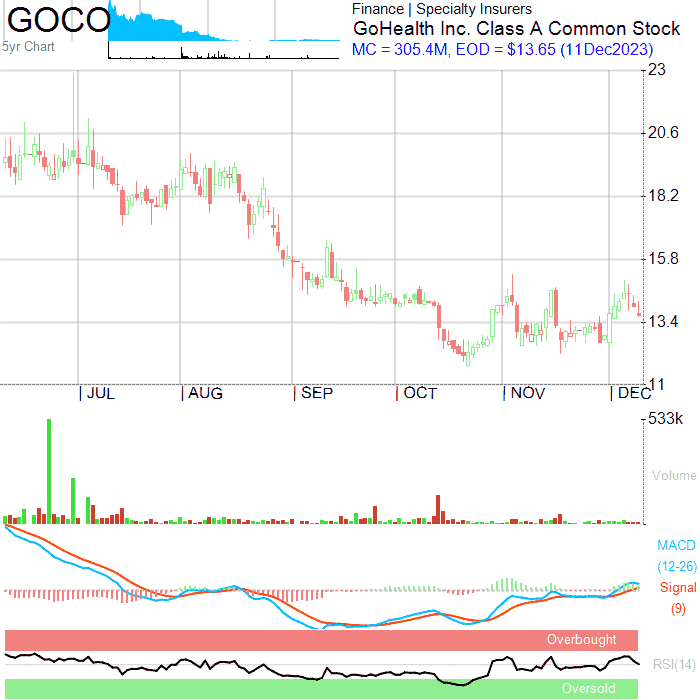 GOCO
5yr Chart
Finance | Specialty Insurers
GoHealth Inc. Class A Common Stock
MC = 305.4M, EOD = $13.65 (11Dec2023)
23
20.6
18.2
15.8
13.4
11
JUL AUG SEP OCT NOV DEC
533k
Volume
MACD
(12-26)
Signal
(9)
Overbought
RSI(14)
Oversold